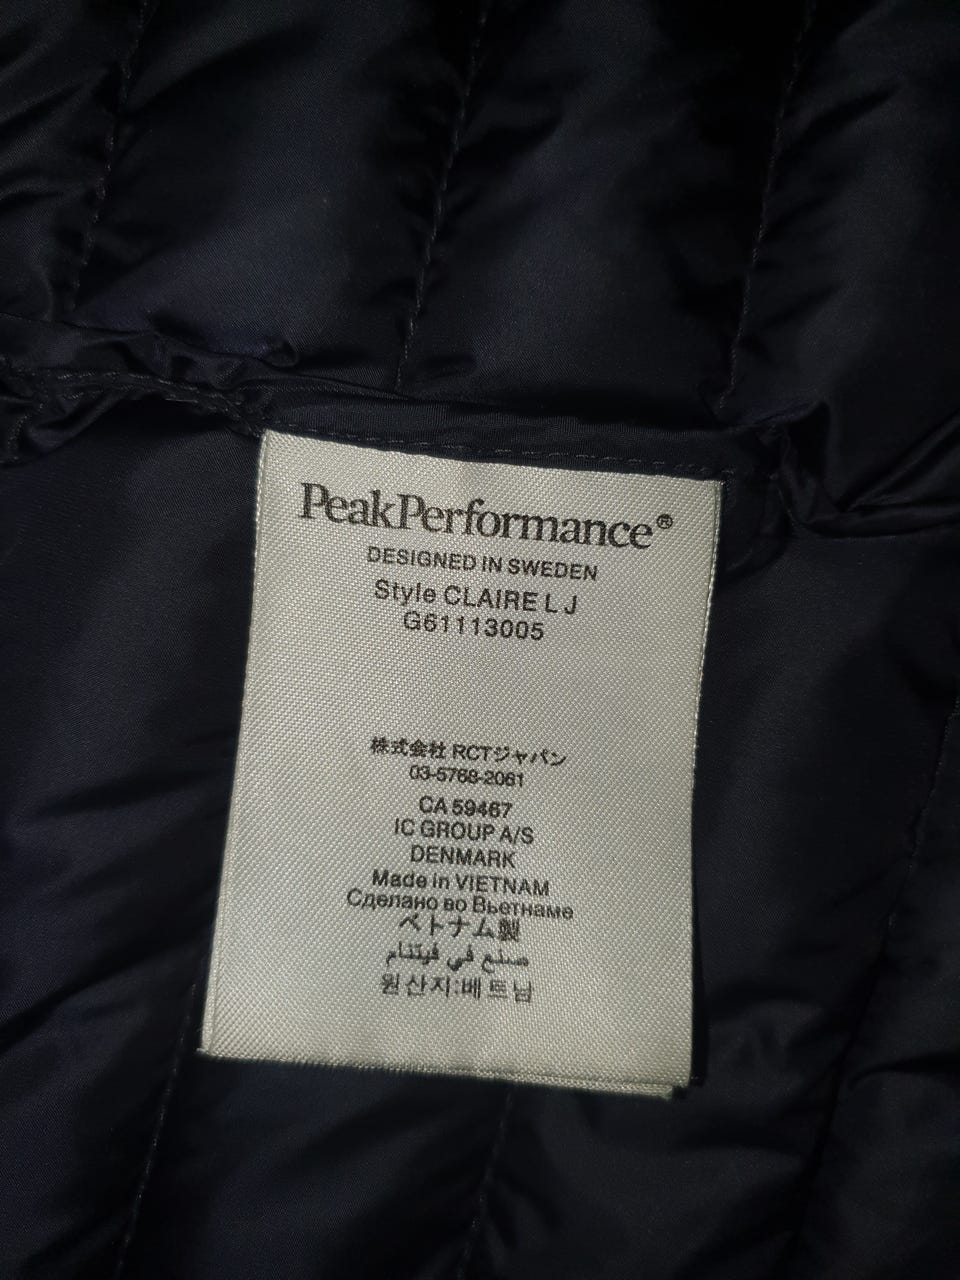 PeakPerformance®
DESIGNED IN SWEDEN
Style CLAIRE L J
G61113005
株式会社 RCTジャパン
03-5768-2061
CA 59467
IC GROUP A/S
DENMARK
Made in VIETNAM
Сделано во Вьетнаме
ベトナム製
صنع في فيتنام
원산지:베트남